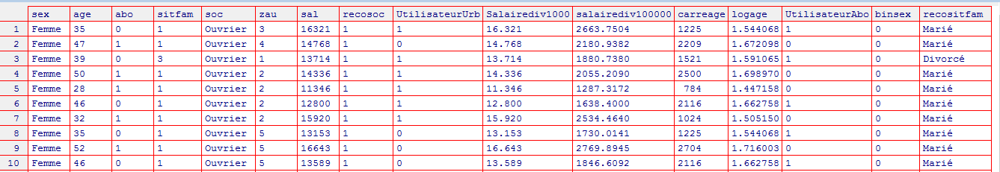 sex age abo sitfam soc zau sal recosoc UtilisateurUrb Salairediv1000 salairediv100000 carreage logage UtilisateurAbo binsex recositfam
1 Femme 35 0 1 Ouvrier 3 16321 1 1 16.321 2663.7504 1225 1.544068 1 0 Marié
2 Femme 47 1 1 Ouvrier 4 14768 1 0 14.768 2180.9382 2209 1.672098 0 0 Marié
3 Femme 39 0 3 Ouvrier 1 13714 1 1 13.714 1880.7380 1521 1.591065 1 0 Divorcé
4 Femme 50 1 1 Ouvrier 2 14336 1 1 14.336 2055.2090 2500 1.698970 0 0 Marié
5 Femme 28 1 1 Ouvrier 2 11346 1 1 11.346 1287.3172 784 1.447158 0 0 Marié
6 Femme 46 0 1 Ouvrier 2 12800 1 1 12.800 1638.4000 2116 1.662758 1 0 Marié
7 Femme 32 1 1 Ouvrier 2 15920 1 1 15.920 2534.4640 1024 1.505150 0 0 Marié
8 Femme 35 0 1 Ouvrier 5 13153 1 0 13.153 1730.0141 1225 1.544068 1 0 Marié
9 Femme 52 1 1 Ouvrier 5 16643 1 0 16.643 2769.8945 2704 1.716003 0 0 Marié
10 Femme 46 0 1 Ouvrier 5 13589 1 0 13.589 1846.6092 2116 1.662758 1 0 Marié